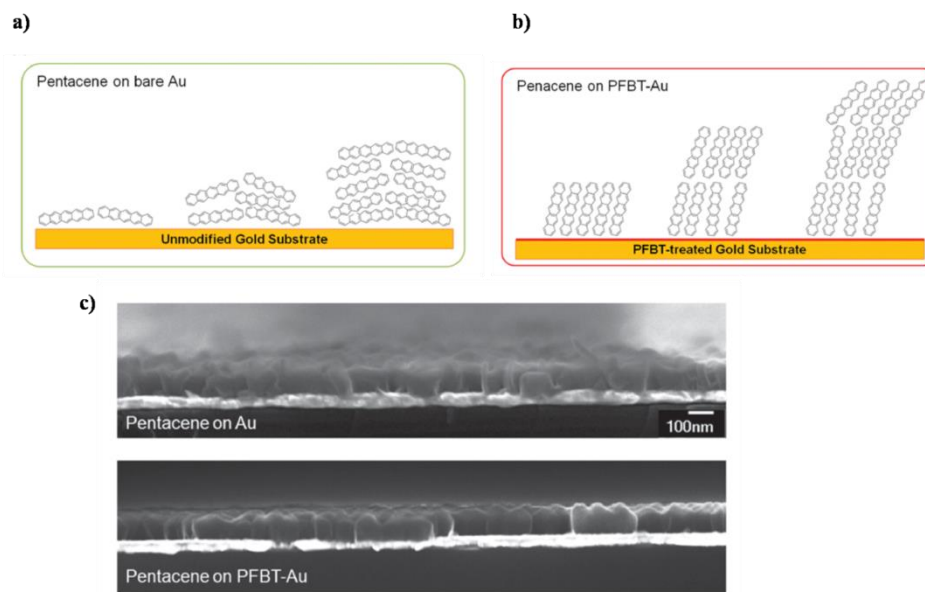 a)
b)
Pentacene on bare Au
Unmodified Gold Substrate
Penacene on PFBT-Au
PFBT-treated Gold Substrate
c)
Pentacene on Au
100nm
Pentacene on PFBT-Au